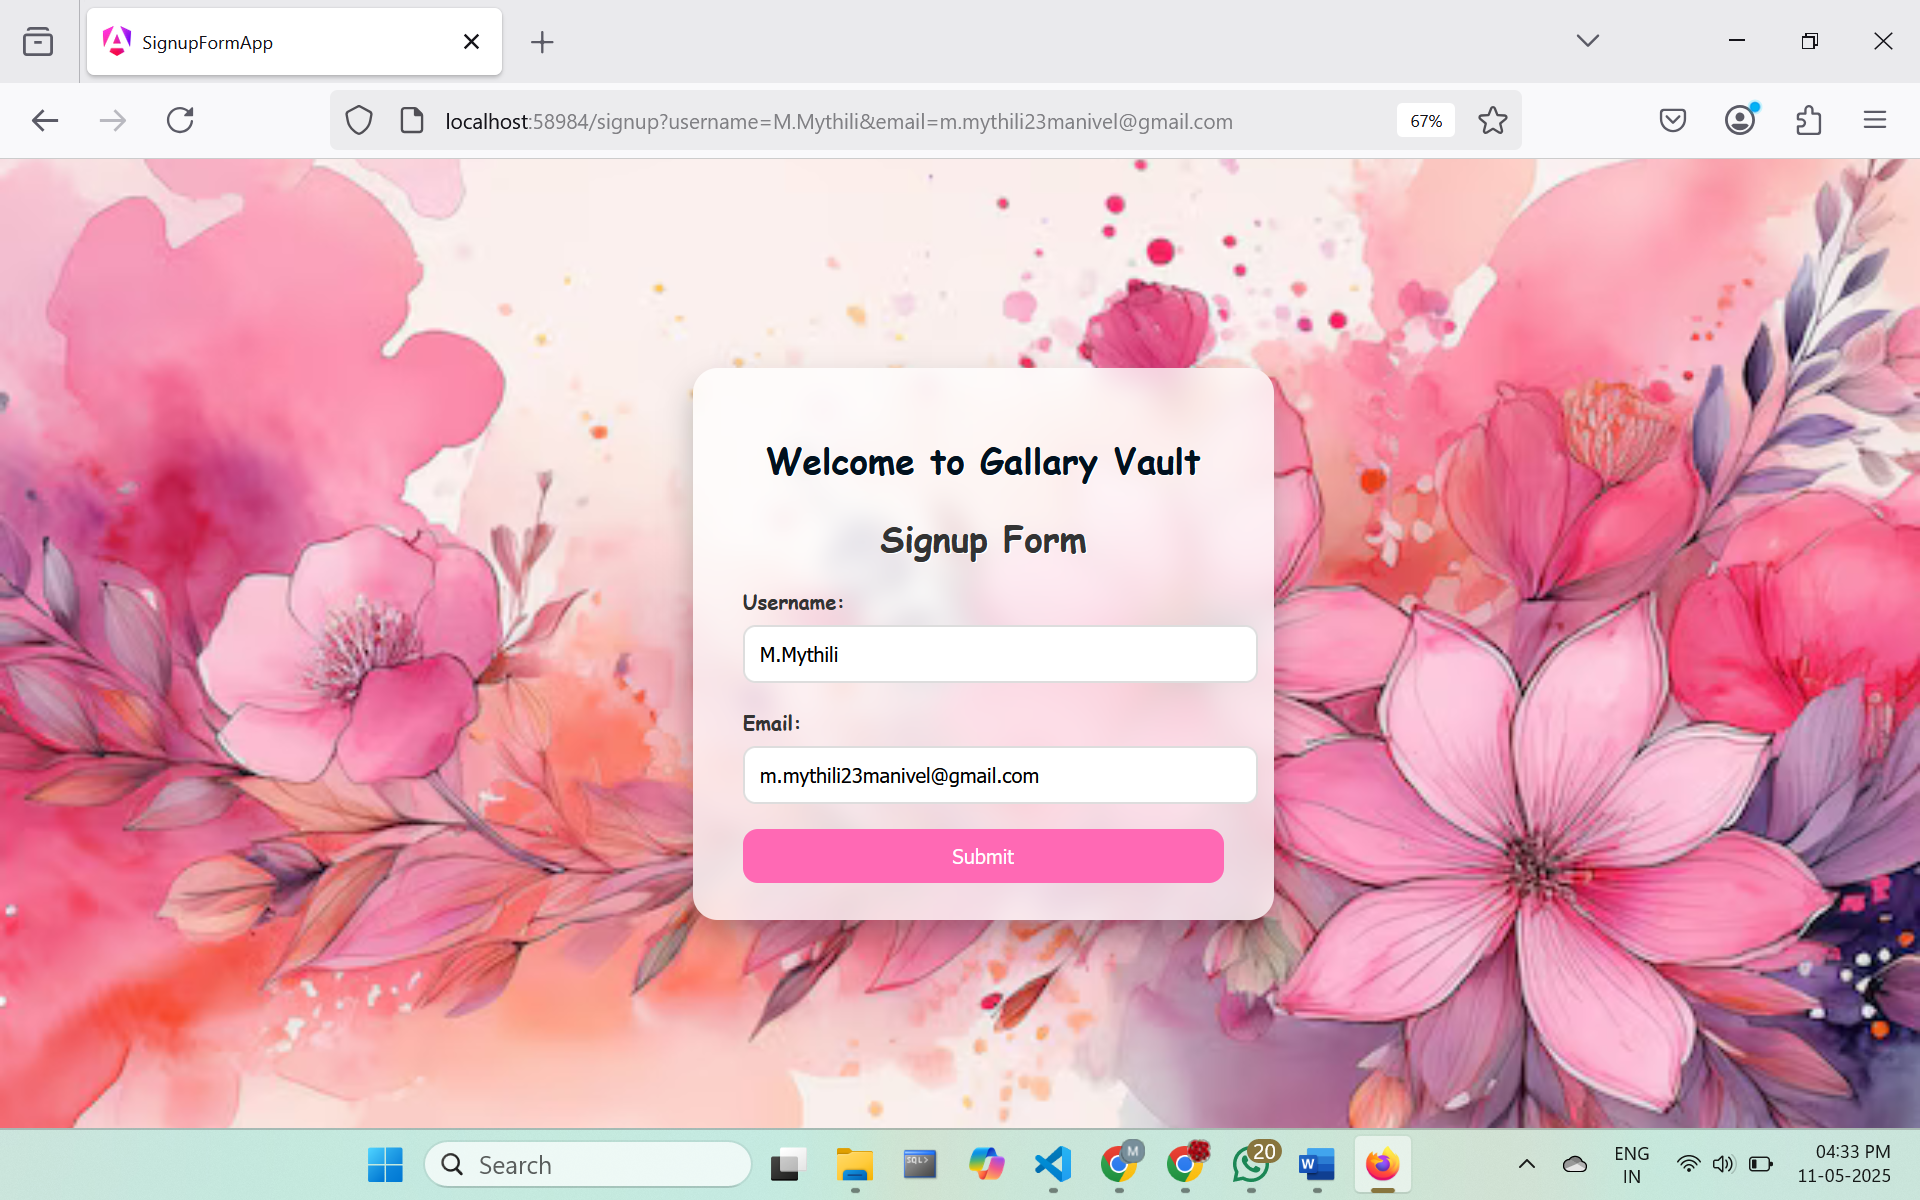 SignupFormApp
localhost:58984/signup?username=M.Mythili&email=m.mythili23manivel@gmail.com
67%
Welcome to Gallary Vault
Signup Form
Username:
M.Mythili
Email:
m.mythili23manivel@gmail.com
Submit
Search
SQL>
M
20
W
ENG
IN
04:33 PM
11-05-2025